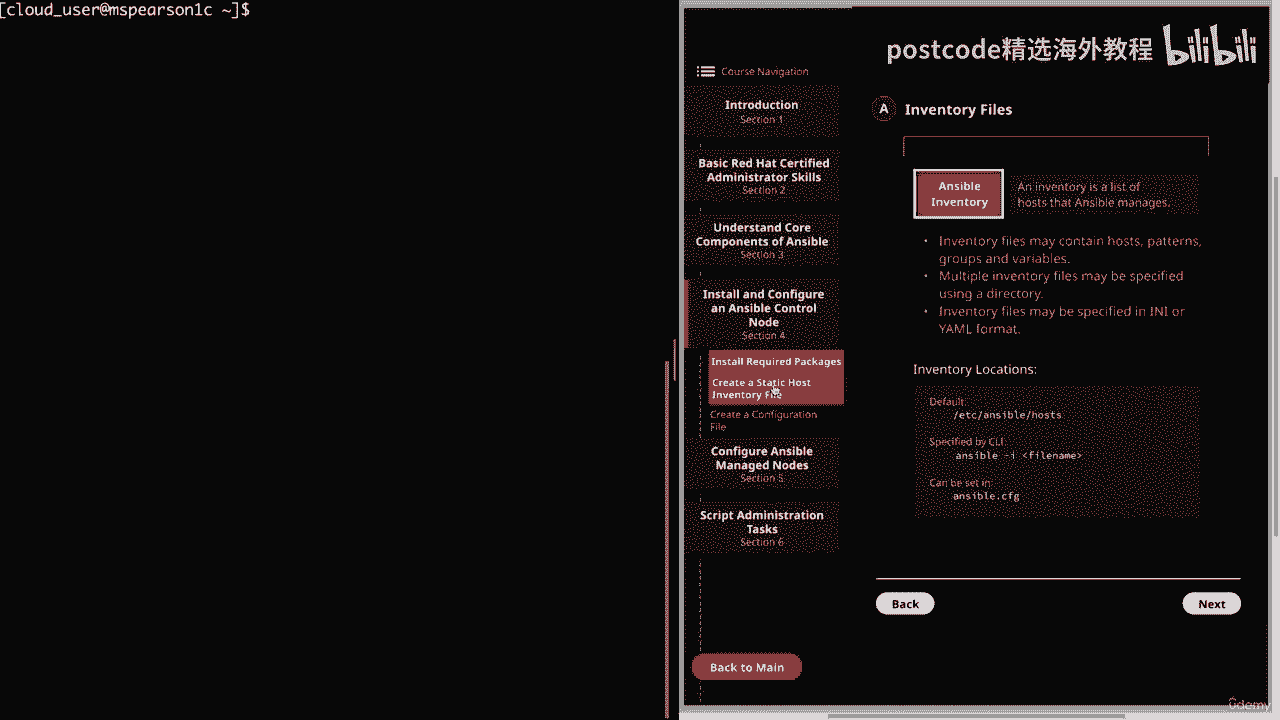 [cloud_user@mspearson1c ~]$
postcode精选海外教程 bilibili
Course Navigation
Introduction
Section 1
Basic Red Hat Certified
Administrator Skills
Section 2
Understand Core
Components of Ansible
Section 3
Install and Configure
an Ansible Control
Node
Section 4
Install Required Packages
Create a Static Host
Inventory File
Create a Configuration
File
Configure Ansible
Managed Nodes
Section 5
Script Administration
Tasks
Section 6
Back to Main
A Inventory Files
Ansible
Inventory
An inventory is a list of
hosts that Ansible manages.
• Inventory files may contain hosts, patterns,
groups and variables.
• Multiple inventory files may be specified
using a directory.
• Inventory files may be specified in INI or
YAML format.
Inventory Locations:
Default:
/etc/ansible/hosts
Specified by CLI:
ansible -i <filename>
Can be set in:
ansible.cfg
Back
Next
ûdemy